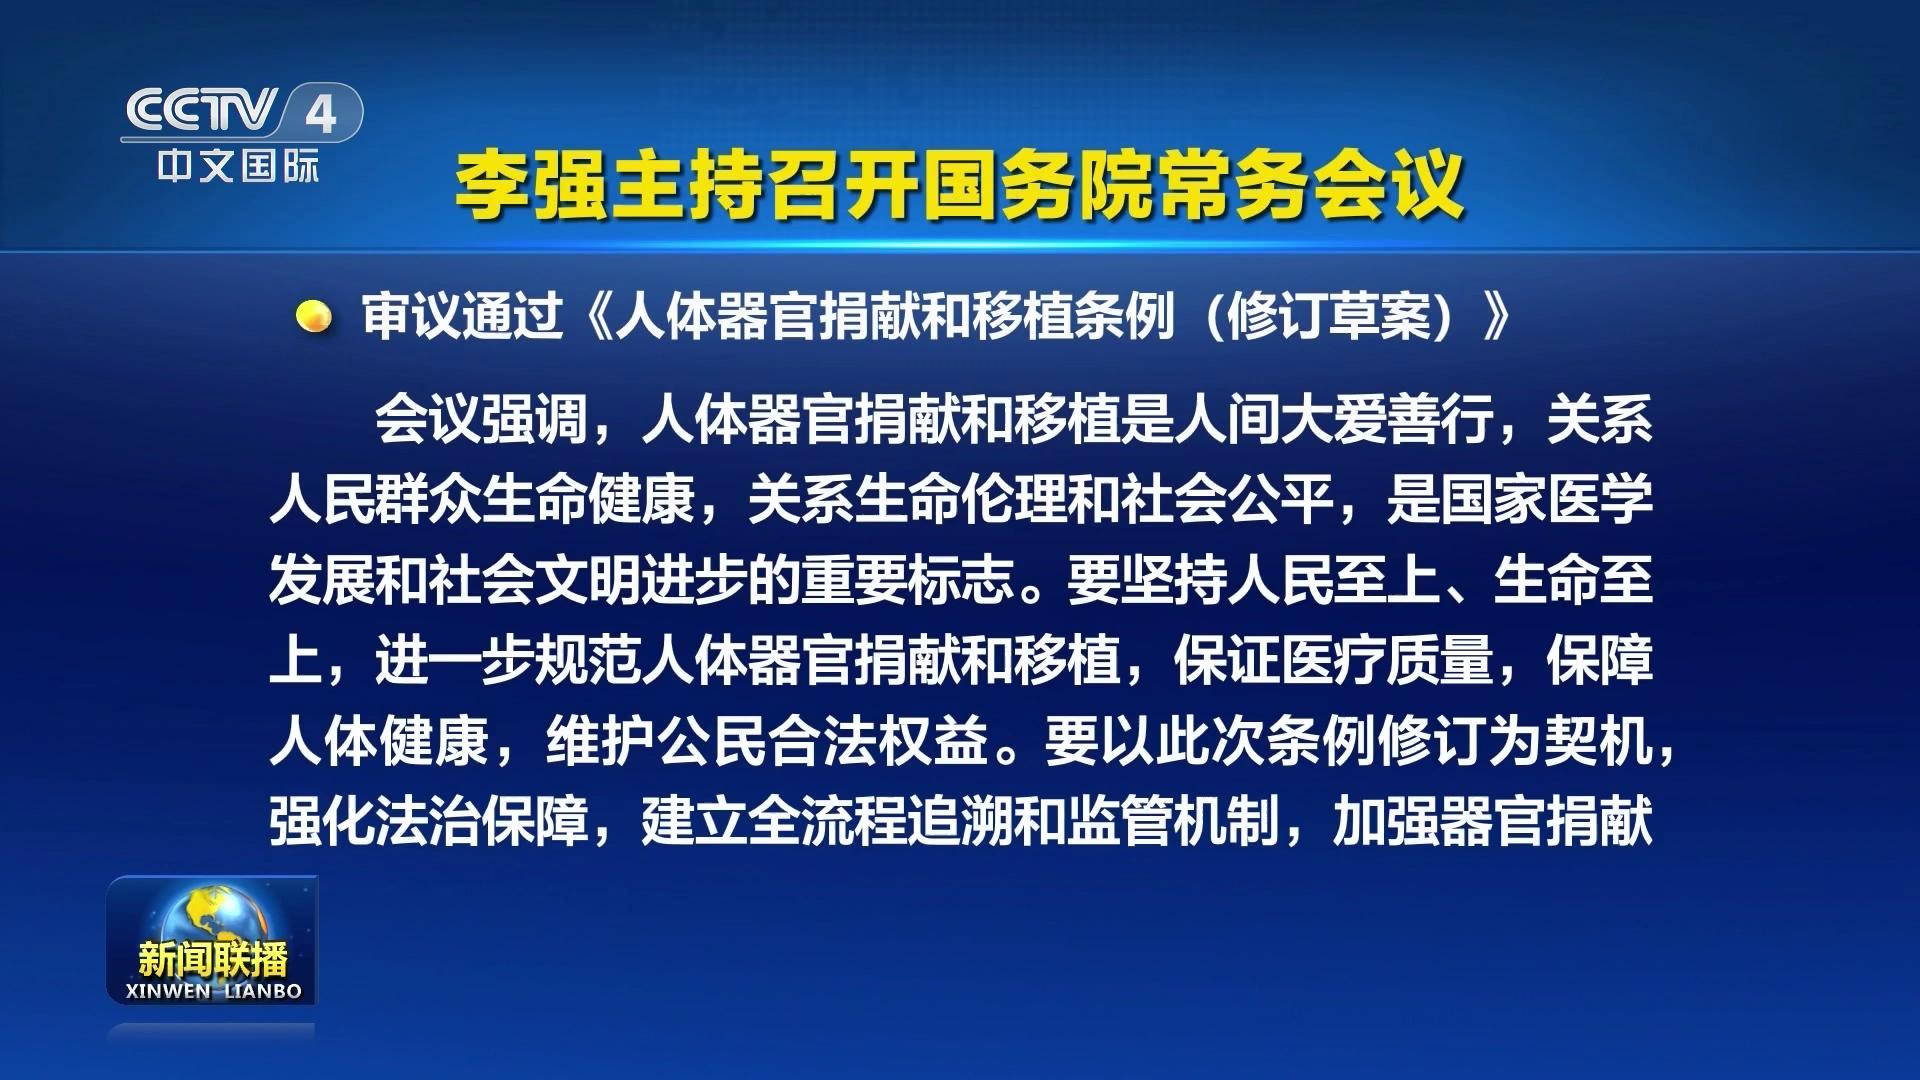 CCTV 4
中文国际
李强主持召开国务院常务会议
审议通过《人体器官捐献和移植条例（修订草案）》
会议强调，人体器官捐献和移植是人间大爱善行，关系
人民群众生命健康，关系生命伦理和社会公平，是国家医学
发展和社会文明进步的重要标志。要坚持人民至上、生命至
上，进一步规范人体器官捐献和移植，保证医疗质量，保障
人体健康，维护公民合法权益。要以此次条例修订为契机，
强化法治保障，建立全流程追溯和监管机制，加强器官捐献
新闻联播
XINWEN LIANBO